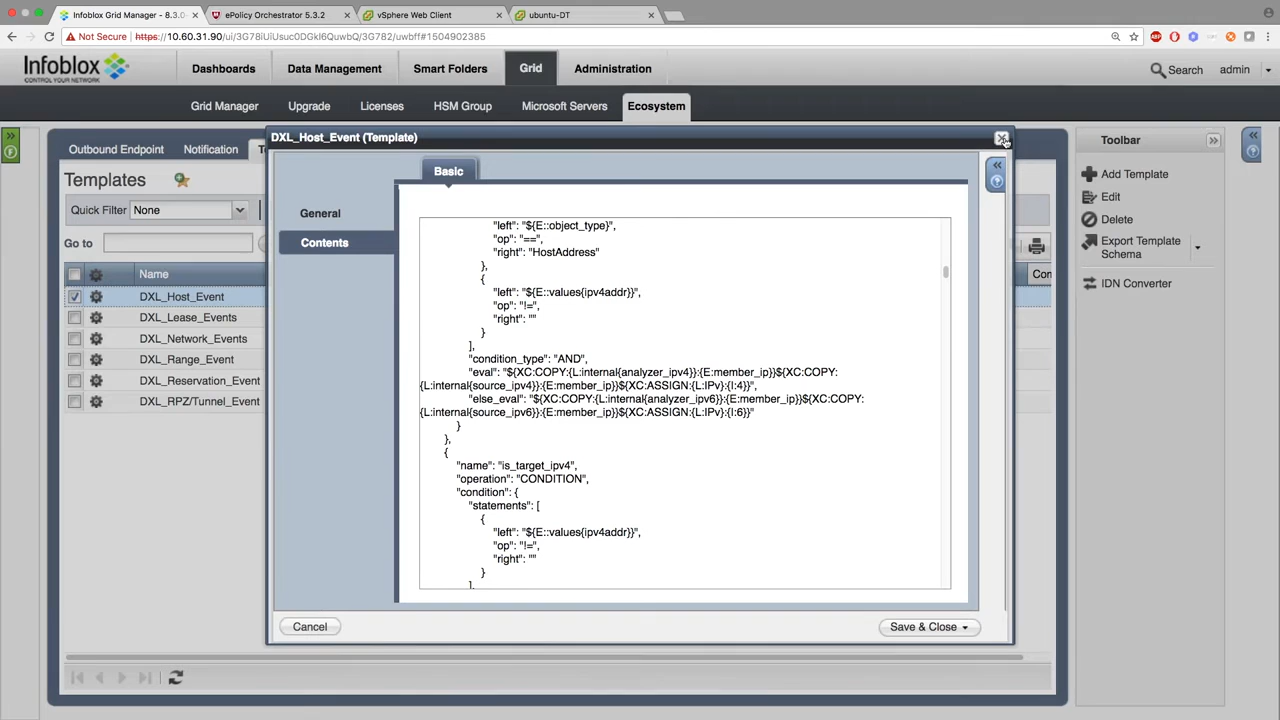 Infoblox Grid Manager - 8.3.0
ePolicy Orchestrator 5.3.2
vSphere Web Client
ubuntu-DT
Not Secure
https://10.60.31.90/ui/3G78iUiUsuc0DGkI6QuwbQ/3G782/uwbff#1504902385
Infoblox
CONTROL YOUR NETWORK
Dashboards
Data Management
Smart Folders
Grid
Administration
Search
admin
Grid Manager
Upgrade
Licenses
HSM Group
Microsoft Servers
Ecosystem
Outbound Endpoint
Notification
Templates
Quick Filter
None
Go to
Name
Com
DXL_Host_Event
DXL_Lease_Events
DXL_Network_Events
DXL_Range_Event
DXL_Reservation_Event
DXL_RPZ/Tunnel_Event
DXL_Host_Event (Template)
Basic
General
Contents
"left": "${E::object_type}",
"op": "==",
"right": "HostAddress"
},
{
"left": "${E::values{ipv4addr}}",
"op": "!=",
"right": ""
}
],
"condition_type": "AND",
"eval": "${XC:COPY:{L:internal{analyzer_ipv4}:{E:member_ip}}${XC:COPY:
{L:internal{source_ipv4}}:{E:member_ip}}${XC:ASSIGN:{L:IPv}:{I:4}}",
"else_eval": "${XC:COPY:{L:internal{analyzer_ipv6}}:{E:member_ip}}${XC:COPY:
{L:internal{source_ipv6}}:{E:member_ip}}${XC:ASSIGN:{L:IPv}:{I:6}}"
}
},
{
"name": "is_target_ipv4",
"operation": "CONDITION",
"condition": {
"statements": [
{
"left": "${E::values{ipv4addr}}",
"op": "!=",
"right": ""
}
],
Cancel
Save & Close
Toolbar
Add Template
Edit
Delete
Export Template
Schema
IDN Converter